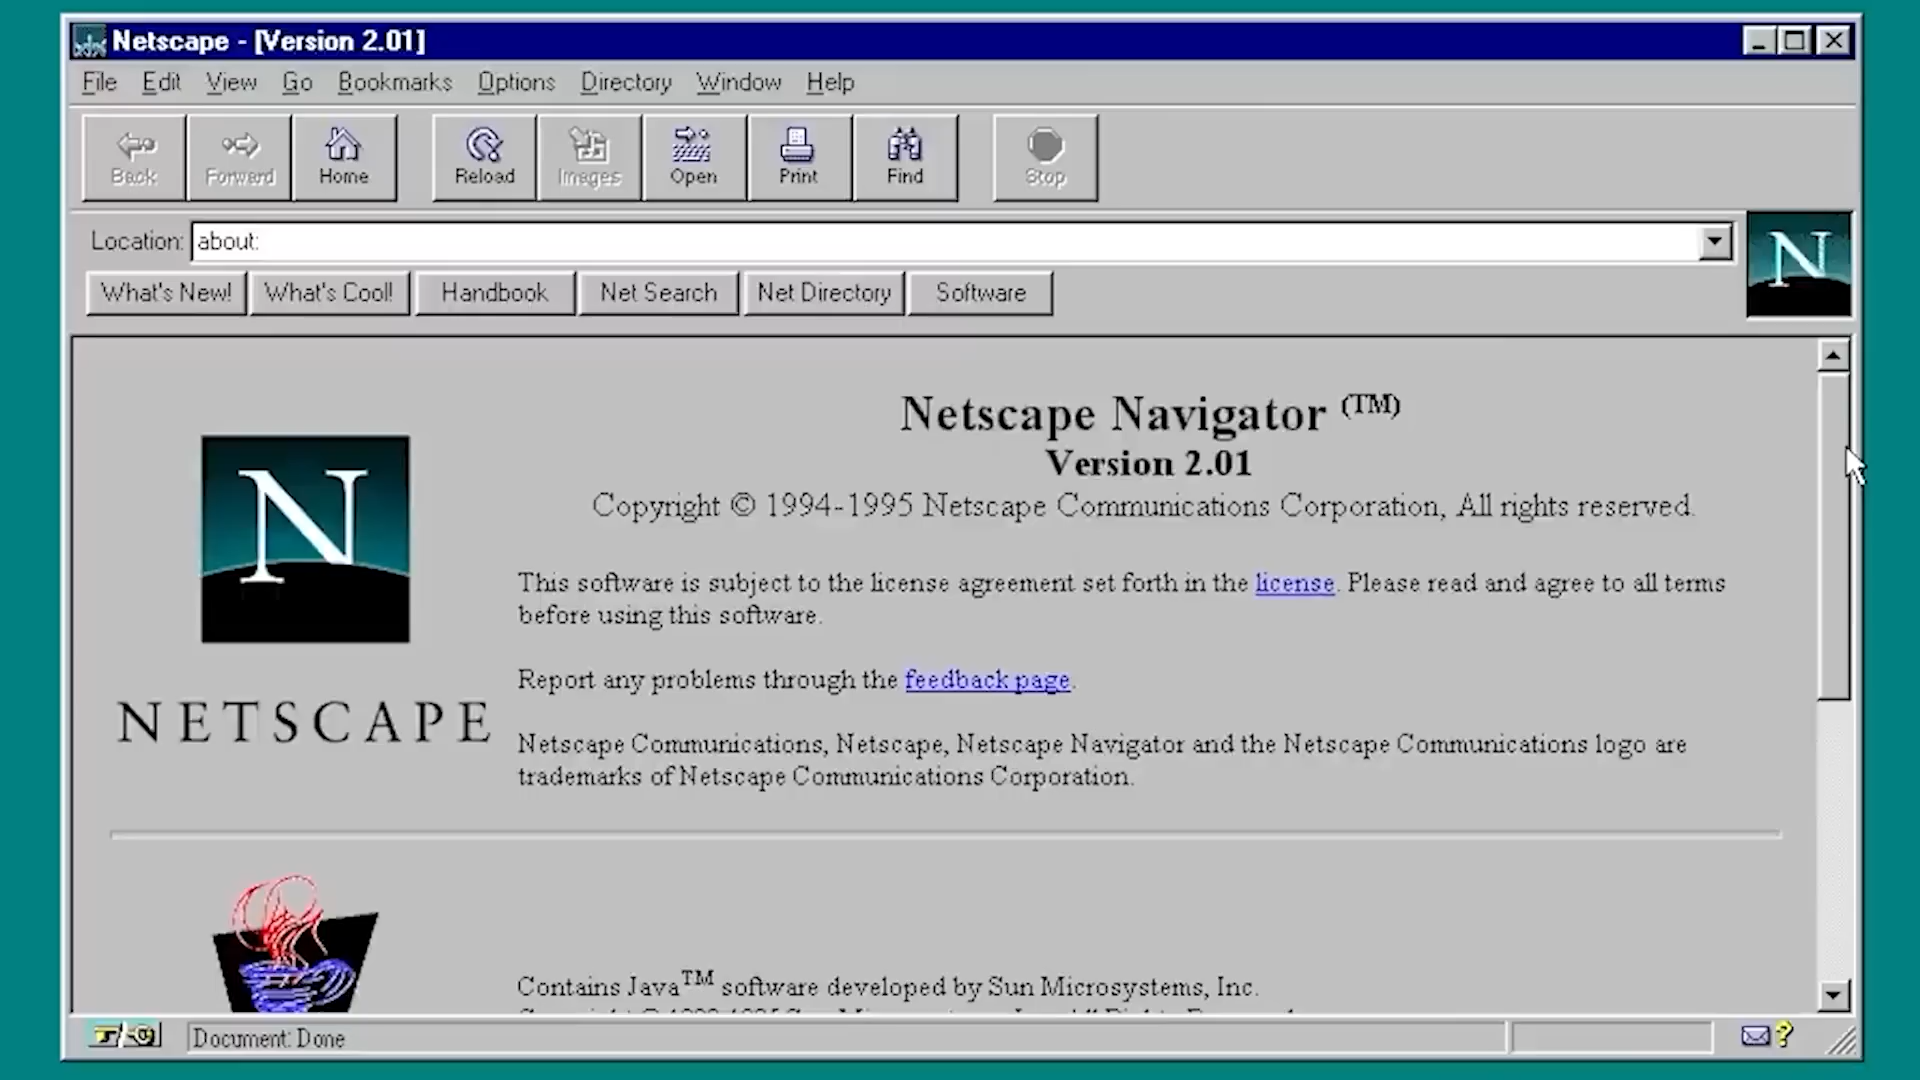 Netscape - [Version 2.01]
File Edit View Go Bookmarks Options Directory Window Help
Back Forward Home Reload Images Open Print Find Stop
Location: about:
N
What's New! What's Cool! Handbook Net Search Net Directory Software
Netscape Navigator (TM)
Version 2.01
Copyright © 1994-1995 Netscape Communications Corporation, All rights reserved.
N
NETSCAPE
This software is subject to the license agreement set forth in the license. Please read and agree to all terms
before using this software.
Report any problems through the feedback page.
Netscape Communications, Netscape, Netscape Navigator and the Netscape Communications logo are
trademarks of Netscape Communications Corporation.
Contains Java™ software developed by Sun Microsystems, Inc.
Document: Done